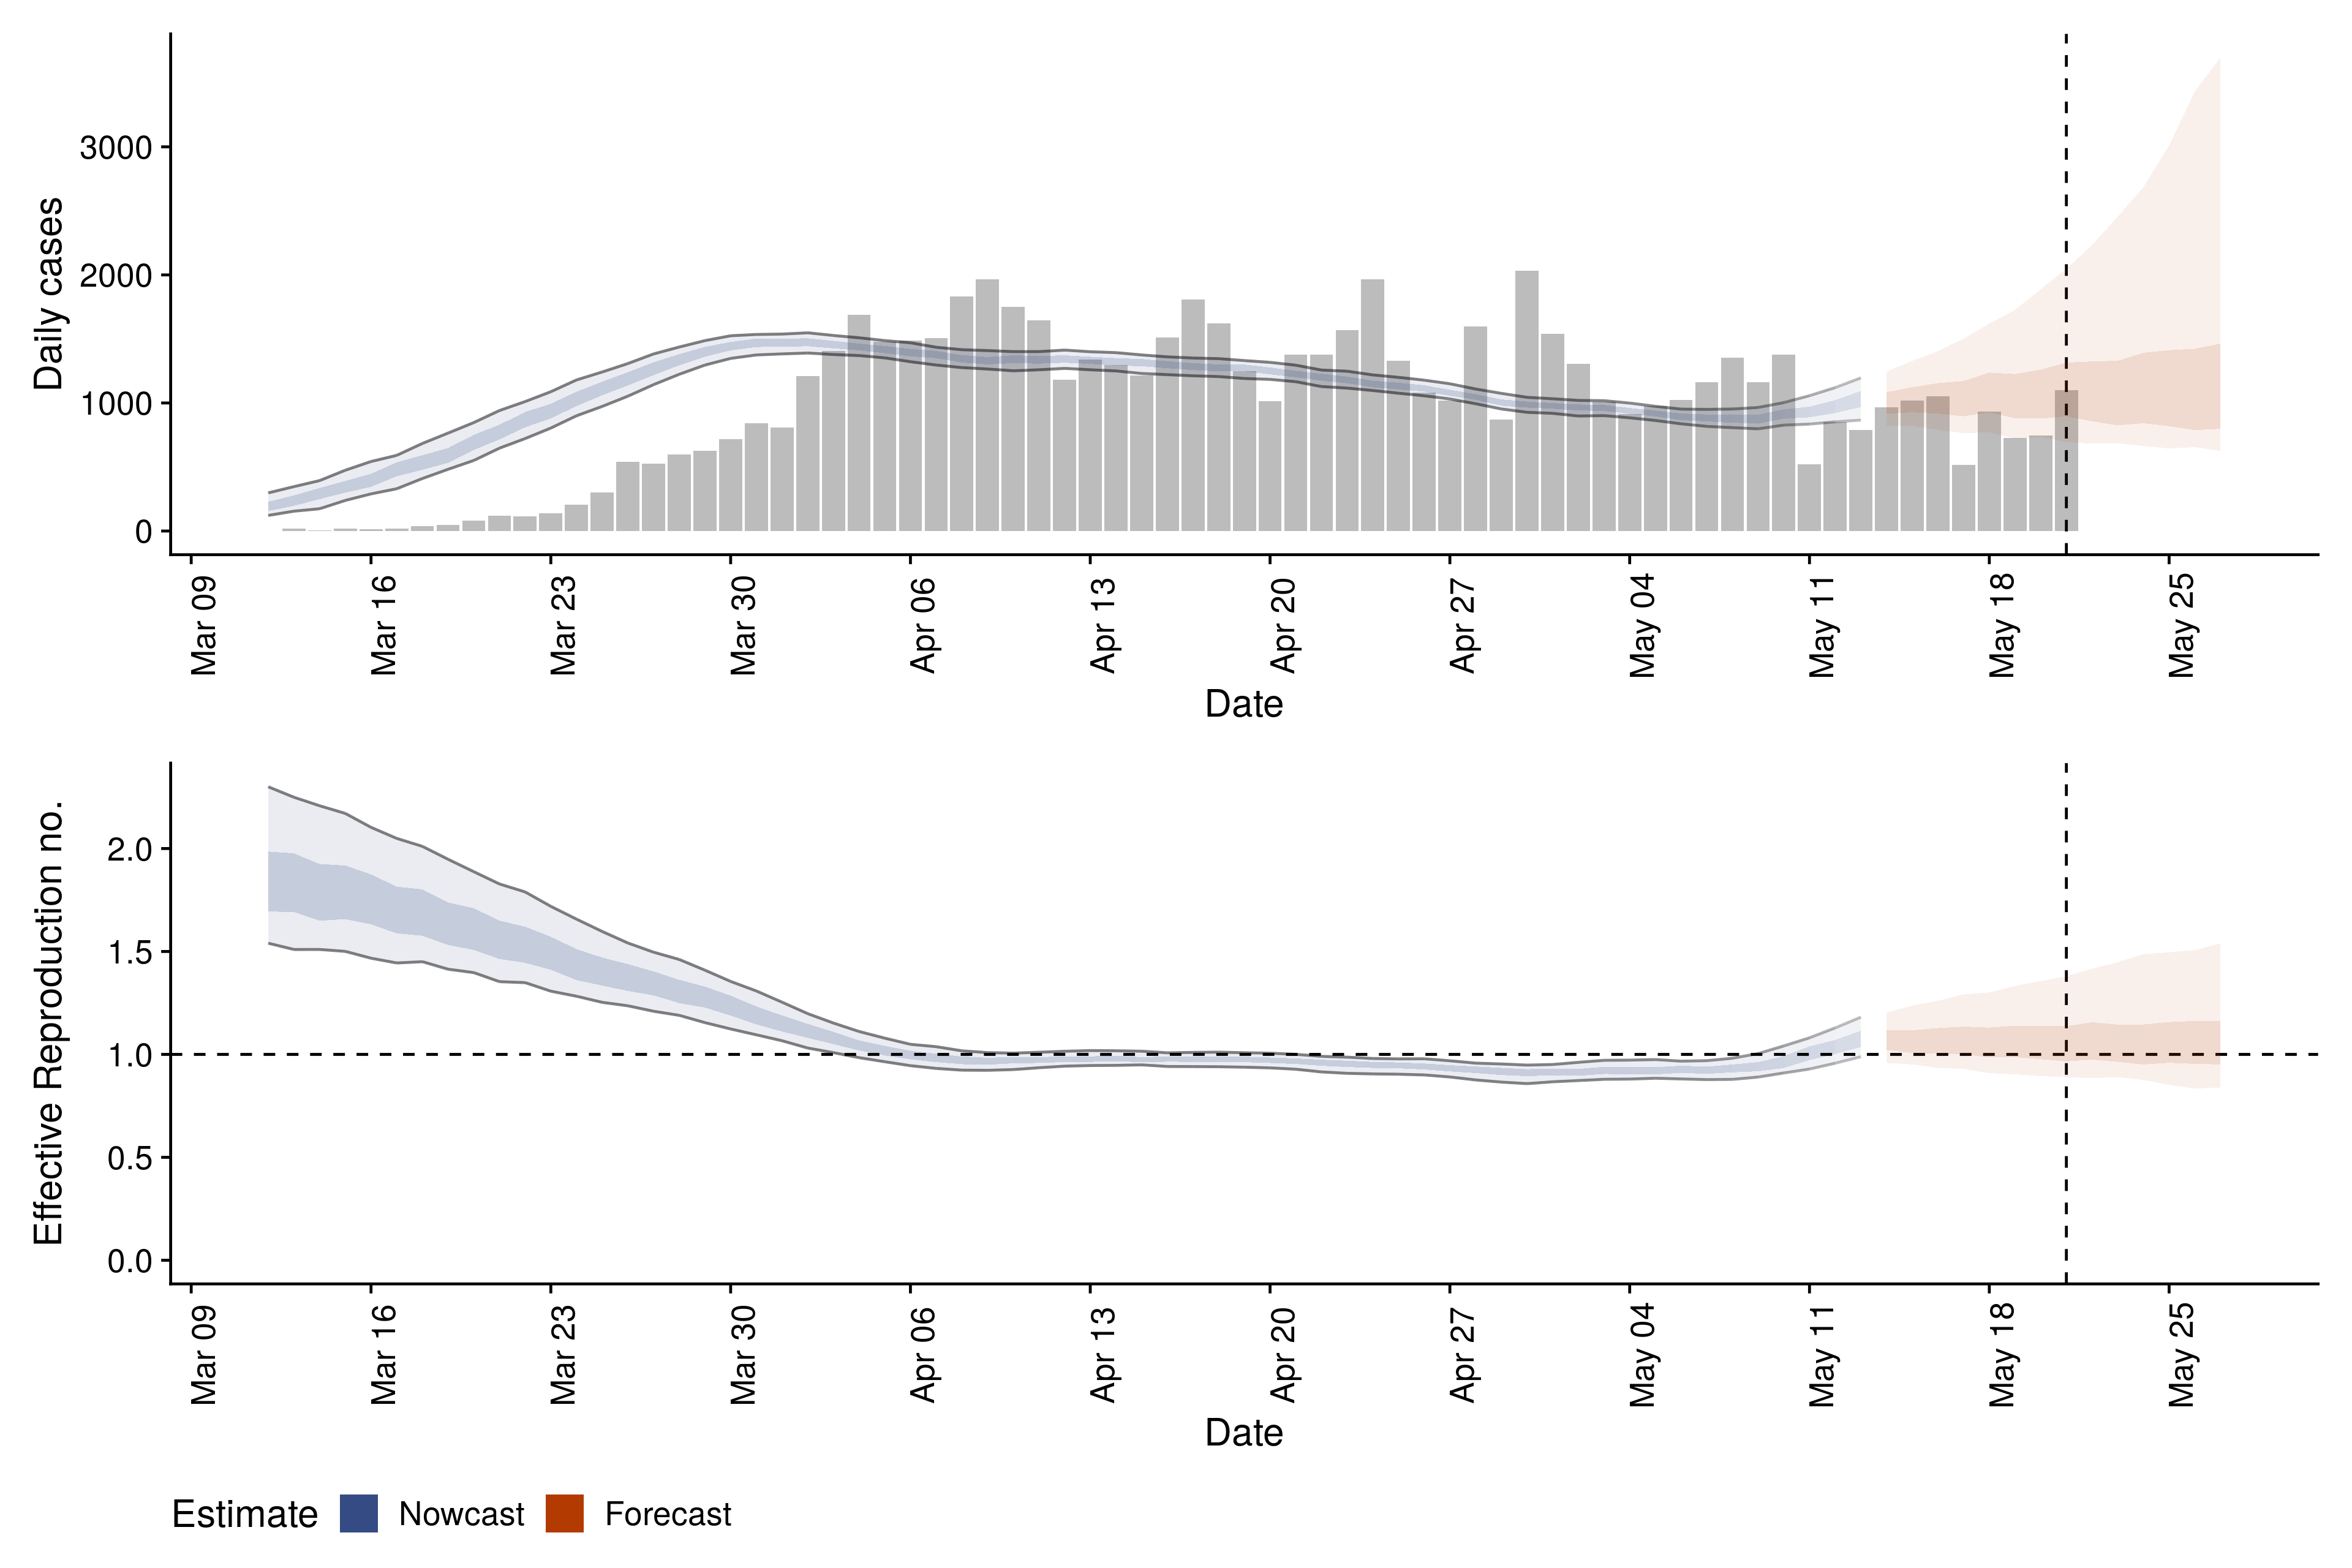 Daily cases
3000
2000
1000
0
Mar 09
Mar 16
Mar 23
Mar 30
Apr 06
Apr 13
Apr 20
Apr 27
May 04
May 11
May 18
May 25
Date
Effective Reproduction no.
2.0
1.5
1.0
0.5
0.0
Mar 09
Mar 16
Mar 23
Mar 30
Apr 06
Apr 13
Apr 20
Apr 27
May 04
May 11
May 18
May 25
Date
Estimate Nowcast Forecast